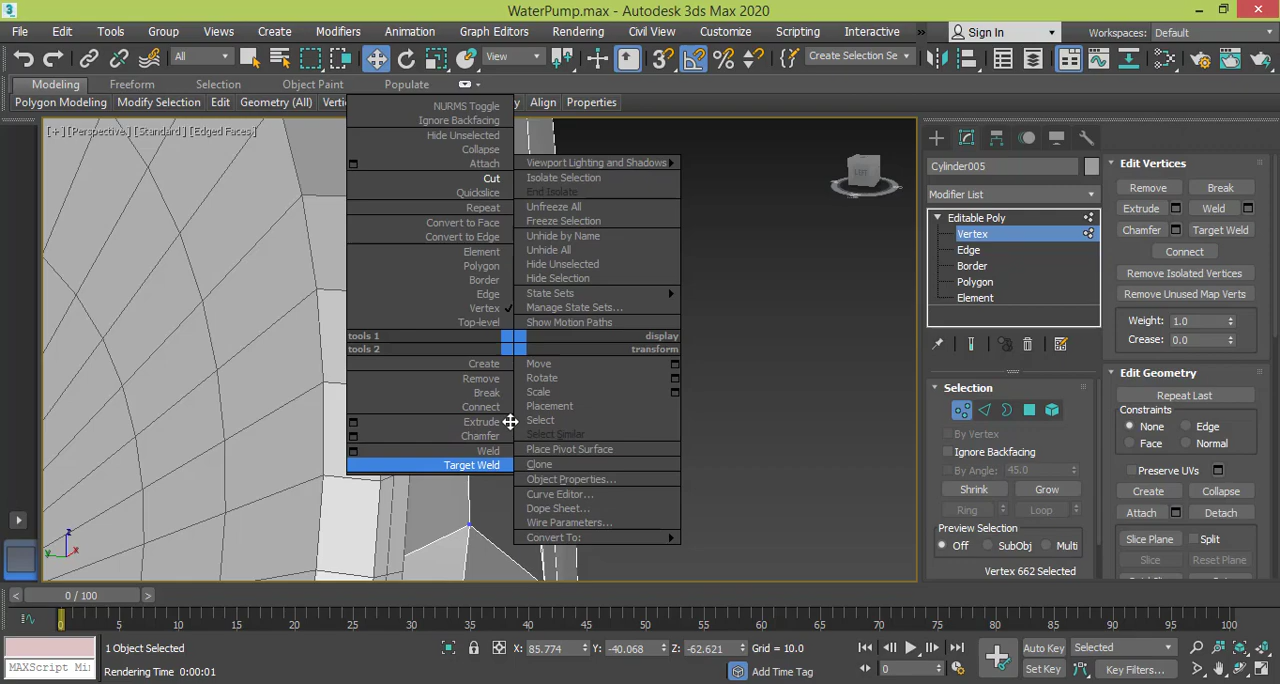 WaterPump.max - Autodesk 3ds Max 2020
File Edit Tools Group Views Create Modifiers Animation Graph Editors Rendering Civil View Customize Scripting Interactive Sign In Workspaces: Default
All View Create Selection Se
Modeling Freeform Selection Object Paint Populate
Polygon Modeling Modify Selection Edit Geometry (All) Align Properties
[+] [Perspective] [Standard] [Edged Faces]
NURMS Toggle
Ignore Backfacing
Hide Unselected
Collapse
Attach
Cut
Quickslice
Repeat
Convert to Face
Convert to Edge
Element
Polygon
Border
Edge
Vertex
Top-level
tools 1
tools 2
Create
Remove
Break
Connect
Extrude
Chamfer
Weld
Target Weld
Viewport Lighting and Shadows
Isolate Selection
End Isolate
Unfreeze All
Freeze Selection
Unhide by Name
Unhide All
Hide Unselected
Hide Selection
State Sets
Manage State Sets...
Show Motion Paths
display
transform
Move
Rotate
Scale
Placement
Select
Select Similar
Place Pivot Surface
Clone
Object Properties...
Curve Editor...
Dope Sheet...
Wire Parameters...
Convert To:
z
y
x
Cylinder005
Modifier List
Editable Poly
Vertex
Edge
Border
Polygon
Element
Selection
By Vertex
Ignore Backfacing
By Angle: 45.0
Shrink Grow
Ring Loop
Preview Selection
Off SubObj Multi
Vertex 662 Selected
Edit Vertices
Remove Break
Extrude Weld
Chamfer Target Weld
Connect
Remove Isolated Vertices
Remove Unused Map Verts
Weight: 1.0
Crease: 0.0
Edit Geometry
Repeat Last
Constraints
None Edge
Face Normal
Preserve UVs
Create Collapse
Attach Detach
Slice Plane Split
Slice Reset Plane
0 / 100
0 5 10 15 20 25 30 35 40 45 50 55 60 65 70 75 80 85 90 95 100
1 Object Selected X: 85.774 Y: -40.068 Z: -62.621 Grid = 10.0 Auto Key Selected
MAXScript Mi Rendering Time 0:00:01 Add Time Tag 0 Set Key Key Filters...